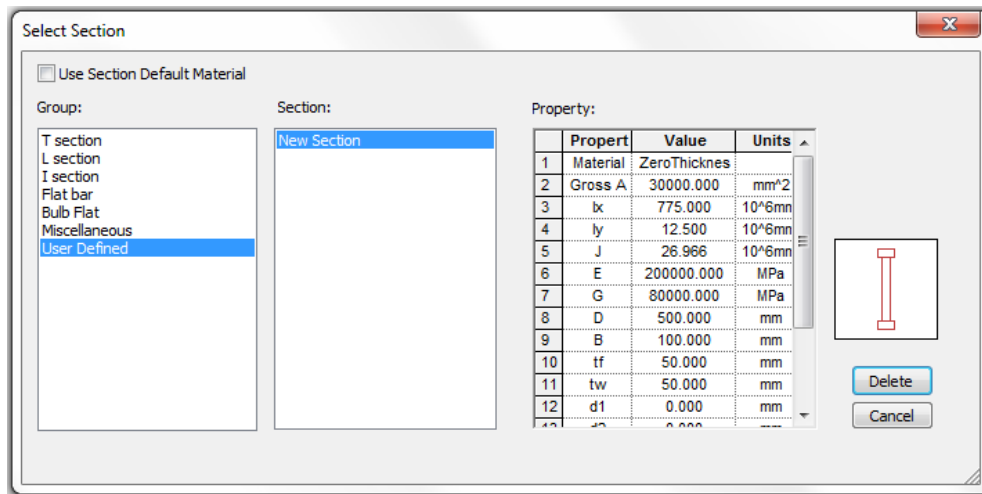 Select Section
Use Section Default Material
Group:
Section:
Property:
T section
L section
I section
Flat bar
Bulb Flat
Miscellaneous
User Defined
New Section
Propert Value Units
1 Material ZeroThicknes
2 Gross A 30000.000 mm^2
3 Ix 775.000 10^6mn
4 Iy 12.500 10^6mn
5 J 26.966 10^6mn
6 E 200000.000 MPa
7 G 80000.000 MPa
8 D 500.000 mm
9 B 100.000 mm
10 tf 50.000 mm
11 tw 50.000 mm
12 d1 0.000 mm
Delete
Cancel